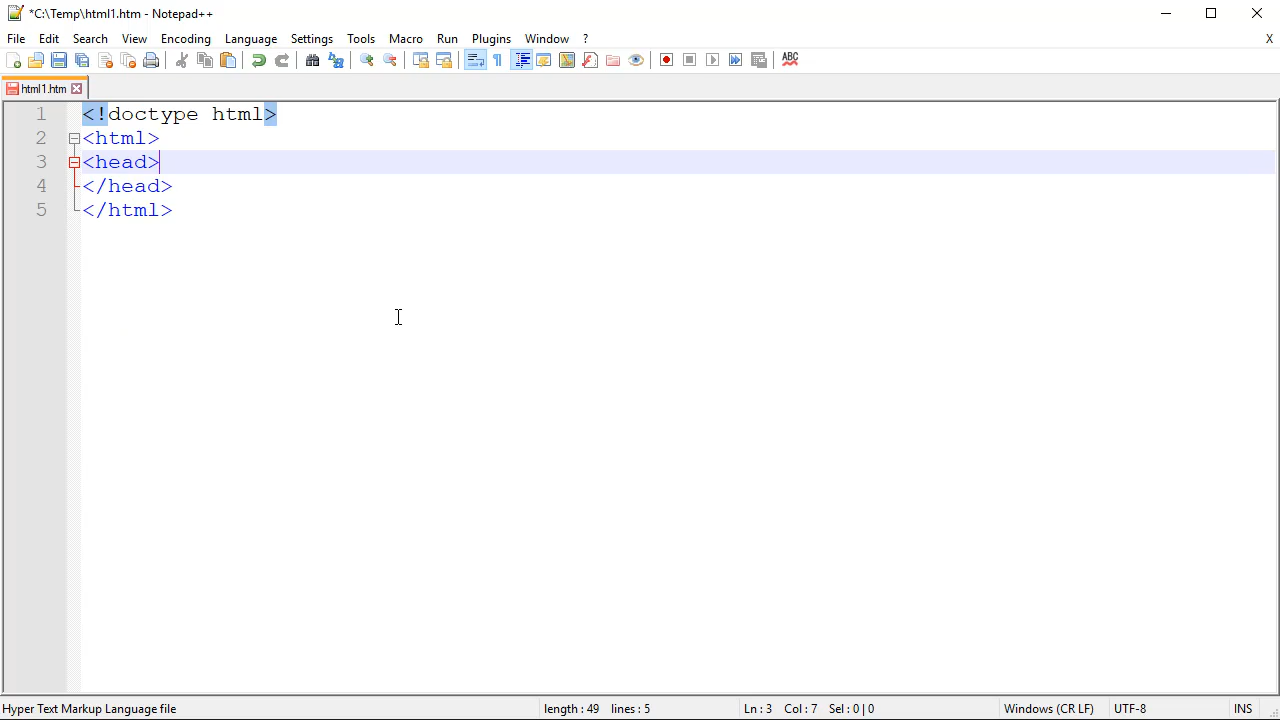 *C:\Temp\html1.htm - Notepad++
File Edit Search View Encoding Language Settings Tools Macro Run Plugins Window ? X
ABC
html1.htm
1 <!doctype html>
2 <html>
3 <head>
4 </head>
5 </html>
Hyper Text Markup Language file length : 49 lines : 5 Ln : 3 Col : 7 Sel : 0 | 0 Windows (CR LF) UTF-8 INS